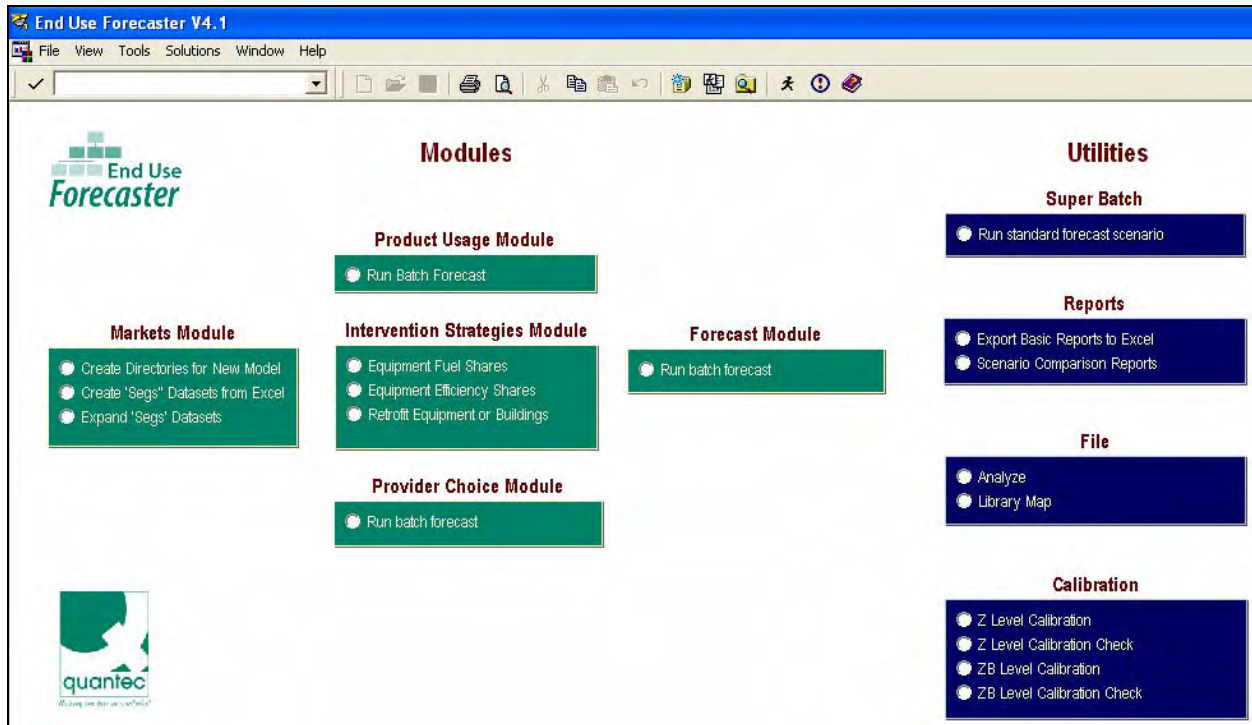 End Use Forecaster V4.1
File View Tools Solutions Window Help
End Use
Forecaster
Modules
Utilities
Super Batch
Run standard forecast scenario
Product Usage Module
Run Batch Forecast
Reports
Export Basic Reports to Excel
Scenario Comparison Reports
Markets Module
Create Directories for New Model
Create 'Segs" Datasets from Excel
Expand 'Segs' Datasets
Intervention Strategies Module
Equipment Fuel Shares
Equipment Efficiency Shares
Retrofit Equipment or Buildings
Forecast Module
Run batch forecast
File
Analyze
Library Map
Provider Choice Module
Run batch forecast
Calibration
Z Level Calibration
Z Level Calibration Check
ZB Level Calibration
ZB Level Calibration Check
quantec